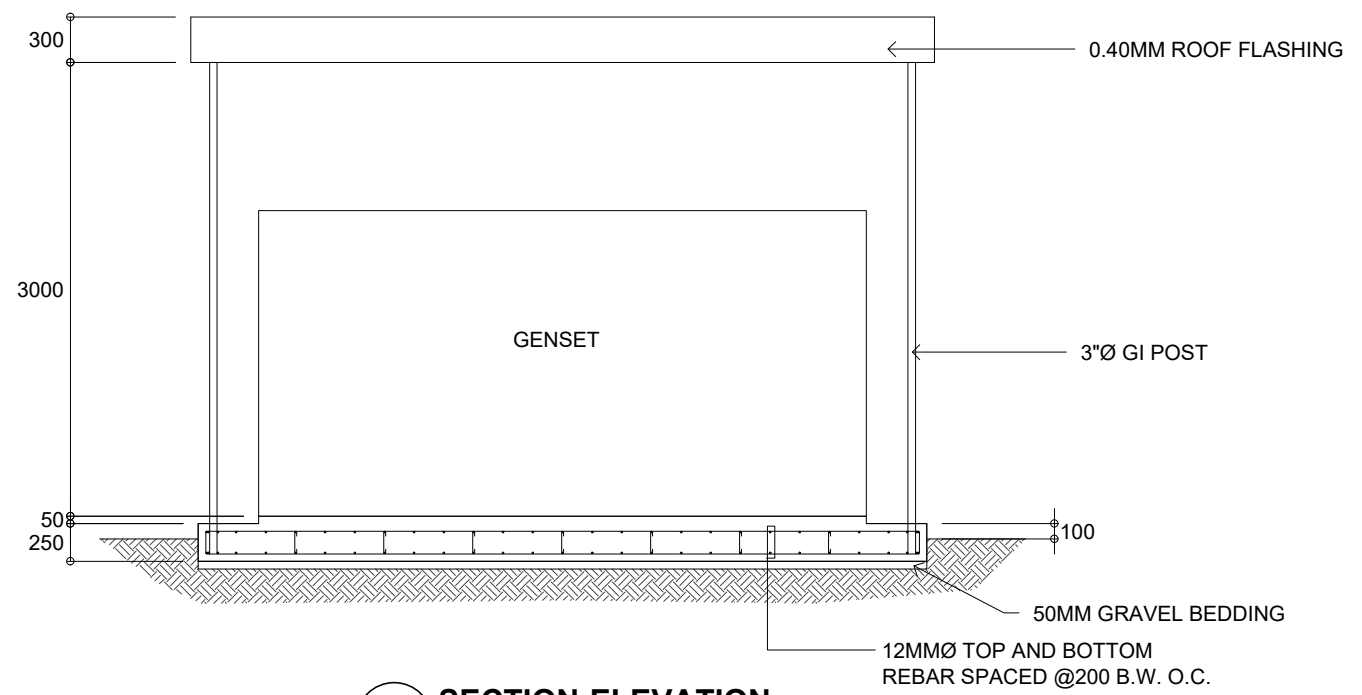 300
0.40MM ROOF FLASHING
3000
GENSET
3"Ø GI POST
50
250
100
50MM GRAVEL BEDDING
12MMØ TOP AND BOTTOM
REBAR SPACED @200 B.W. O.C.
SECTION ELEVATION